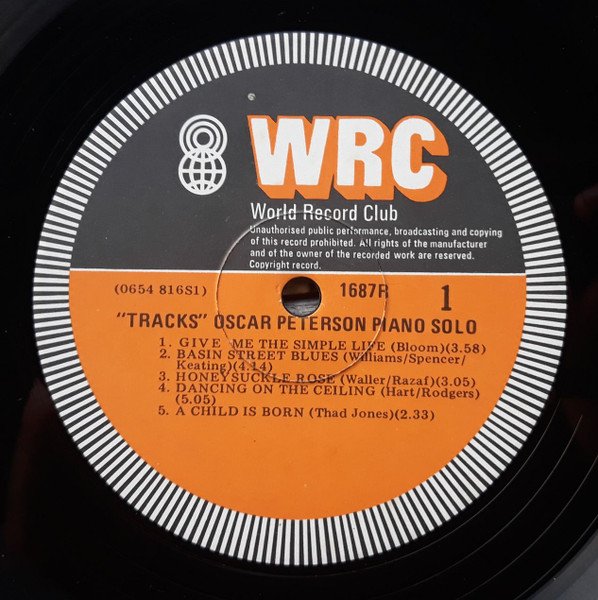 WRC
World Record Club
Unauthorised public performance, broadcasting and copying
of this record prohibited. All rights of the manufacturer
and of the owner of the recorded work are reserved.
Copyright record.
(0654 816S1) 1687R 1
"TRACKS" OSCAR PETERSON PIANO SOLO
1. GIVE ME THE SIMPLE LIFE (Bloom)(3.58)
2. BASIN STREET BLUES (Williams/Spencer/
Keating)(4.14)
3. HONEYSUCKLE ROSE (Waller/Razaf)(3.05)
4. DANCING ON THE CEILING (Hart/Rodgers)
(5.05)
5. A CHILD IS BORN (Thad Jones)(2.33)